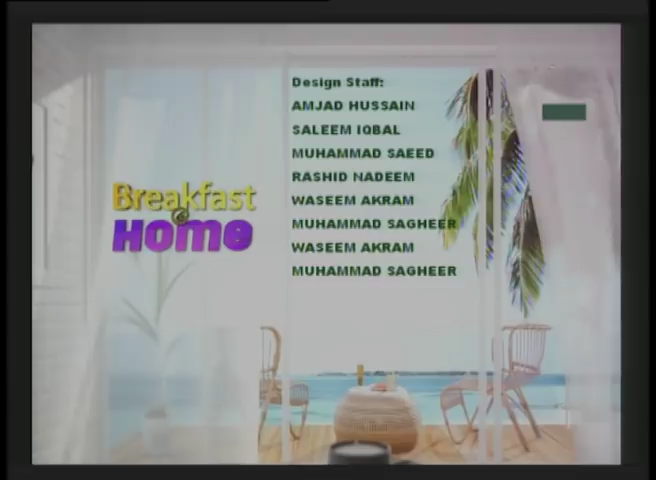 Design Staff:
AMJAD HUSSAIN
SALEEM IQBAL
MUHAMMAD SAEED
RASHID NADEEM
WASEEM AKRAM
MUHAMMAD SAGHEER
WASEEM AKRAM
MUHAMMAD SAGHEER
Breakfast
@
HOme